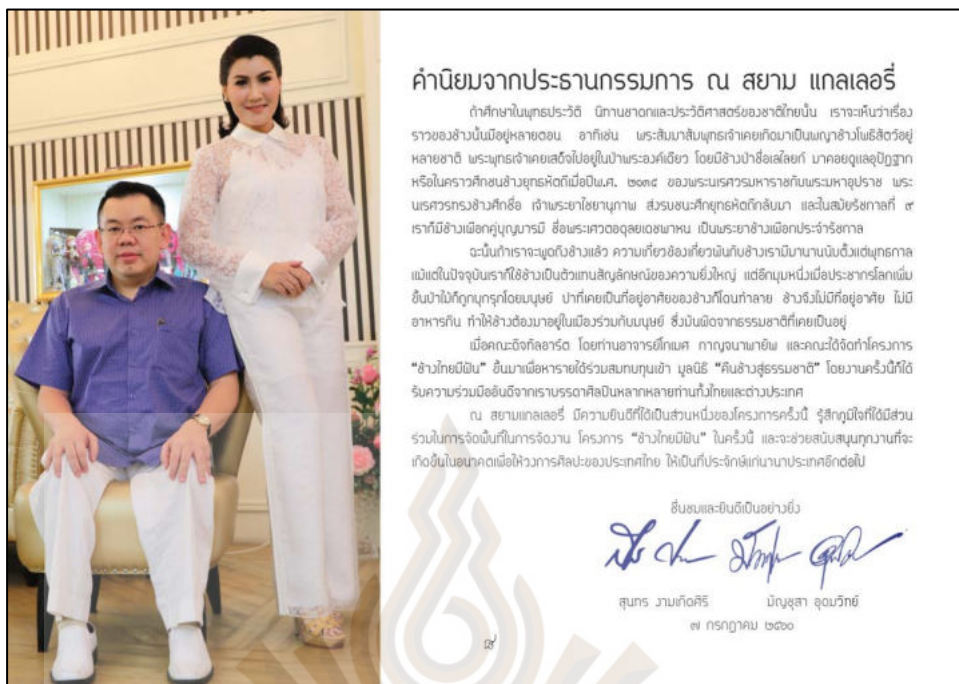 คำนิยมจากประธานกรรมการ ณ สยาม แกลเลอรี่
ถ้าศึกษาในพุทธประวัติ นิทานชาดกและประวัติศาสตร์ของชาติไทยนั้น เราจะเห็นว่าเรื่อง
ราวของช้างนั้นมีอยู่หลายตอน อาทิเช่น พระสัมมาสัมพุทธเจ้าเคยเกิดมาเป็นพญาช้างโพธิสัตว์อยู่
หลายชาติ พระพุทธเจ้าเคยเสด็จไปอยู่ในป่าพระองค์เดียว โดยมีช้างป่าชื่อเลไลยก์ มาคอยดูแลอุปัฏฐาก
หรือในคราวศึกชนช้างยุทธหัตถีเมื่อปีพ.ศ. ๒๐๓๕ ของพระนเรศวรมหาราชกับพระมหาอุปราช พระ
นเรศวรทรงช้างศึกชื่อ เจ้าพระยาไชยานุภาพ ส่งรบชนะศึกยุทธหัตถีกลับมา และในสมัยรัชกาลที่ ๙
เราก็มีช้างเผือกคู่บุญบารมี ชื่อพระเศวตอดุลยเดชพาหน เป็นพระยาช้างเผือกประจำรัชกาล
ฉะนั้นถ้าเราจะพูดถึงช้างแล้ว ความเกี่ยวข้องเกี่ยวพันกับช้างเรามีมานานนับตั้งแต่พุทธกาล
แม้แต่ในปัจจุบันเราก็ใช้ช้างเป็นตัวแทนสัญลักษณ์ของความยิ่งใหญ่ แต่อีกมุมหนึ่งเมื่อประชากรโลกเพิ่ม
ขึ้นป่าไม้ก็ถูกบุกรุกโดยมนุษย์ ป่าที่เคยเป็นที่อยู่อาศัยของช้างก็โดนทำลาย ช้างจึงไม่มีที่อยู่อาศัย ไม่มี
อาหารกิน ทำให้ช้างต้องมาอยู่ในเมืองร่วมกับมนุษย์ ซึ่งมันผิดจากธรรมชาติที่เคยเป็นอยู่
เมื่อคณะดิจิทัลอาร์ต โดยท่านอาจารย์โกเมศ กาญจนาพายัพ และคณะได้จัดทำโครงการ
“ช้างไทยมีฝัน” ขึ้นมาเพื่อหารายได้ร่วมสมทบทุนเข้า มูลนิธิ “คืนช้างสู่ธรรมชาติ” โดยงานครั้งนี้ก็ได้
รับความร่วมมืออันดีจากเราบรรดาศิลปินหลากหลายท่านทั้งไทยและต่างประเทศ
ณ สยามแกลเลอรี่ มีความยินดีที่ได้เป็นส่วนหนึ่งของโครงการครั้งนี้ รู้สึกภูมิใจที่ได้มีส่วน
ร่วมในการจัดพื้นที่ในการจัดงาน โครงการ “ช้างไทยมีฝัน” ในครั้งนี้ และจะช่วยสนับสนุนทุกงานที่จะ
เกิดขึ้นในอนาคตเพื่อให้วงการศิลปะของประเทศไทย ให้เป็นที่ประจักษ์แก่นานาประเทศอีกต่อไป
ชื่นชมและยินดีเป็นอย่างยิ่ง
สุนทร งามเกิดศิริ มัญชุสา อุดมวิทย์
๗ กรกฎาคม ๒๕๖๐